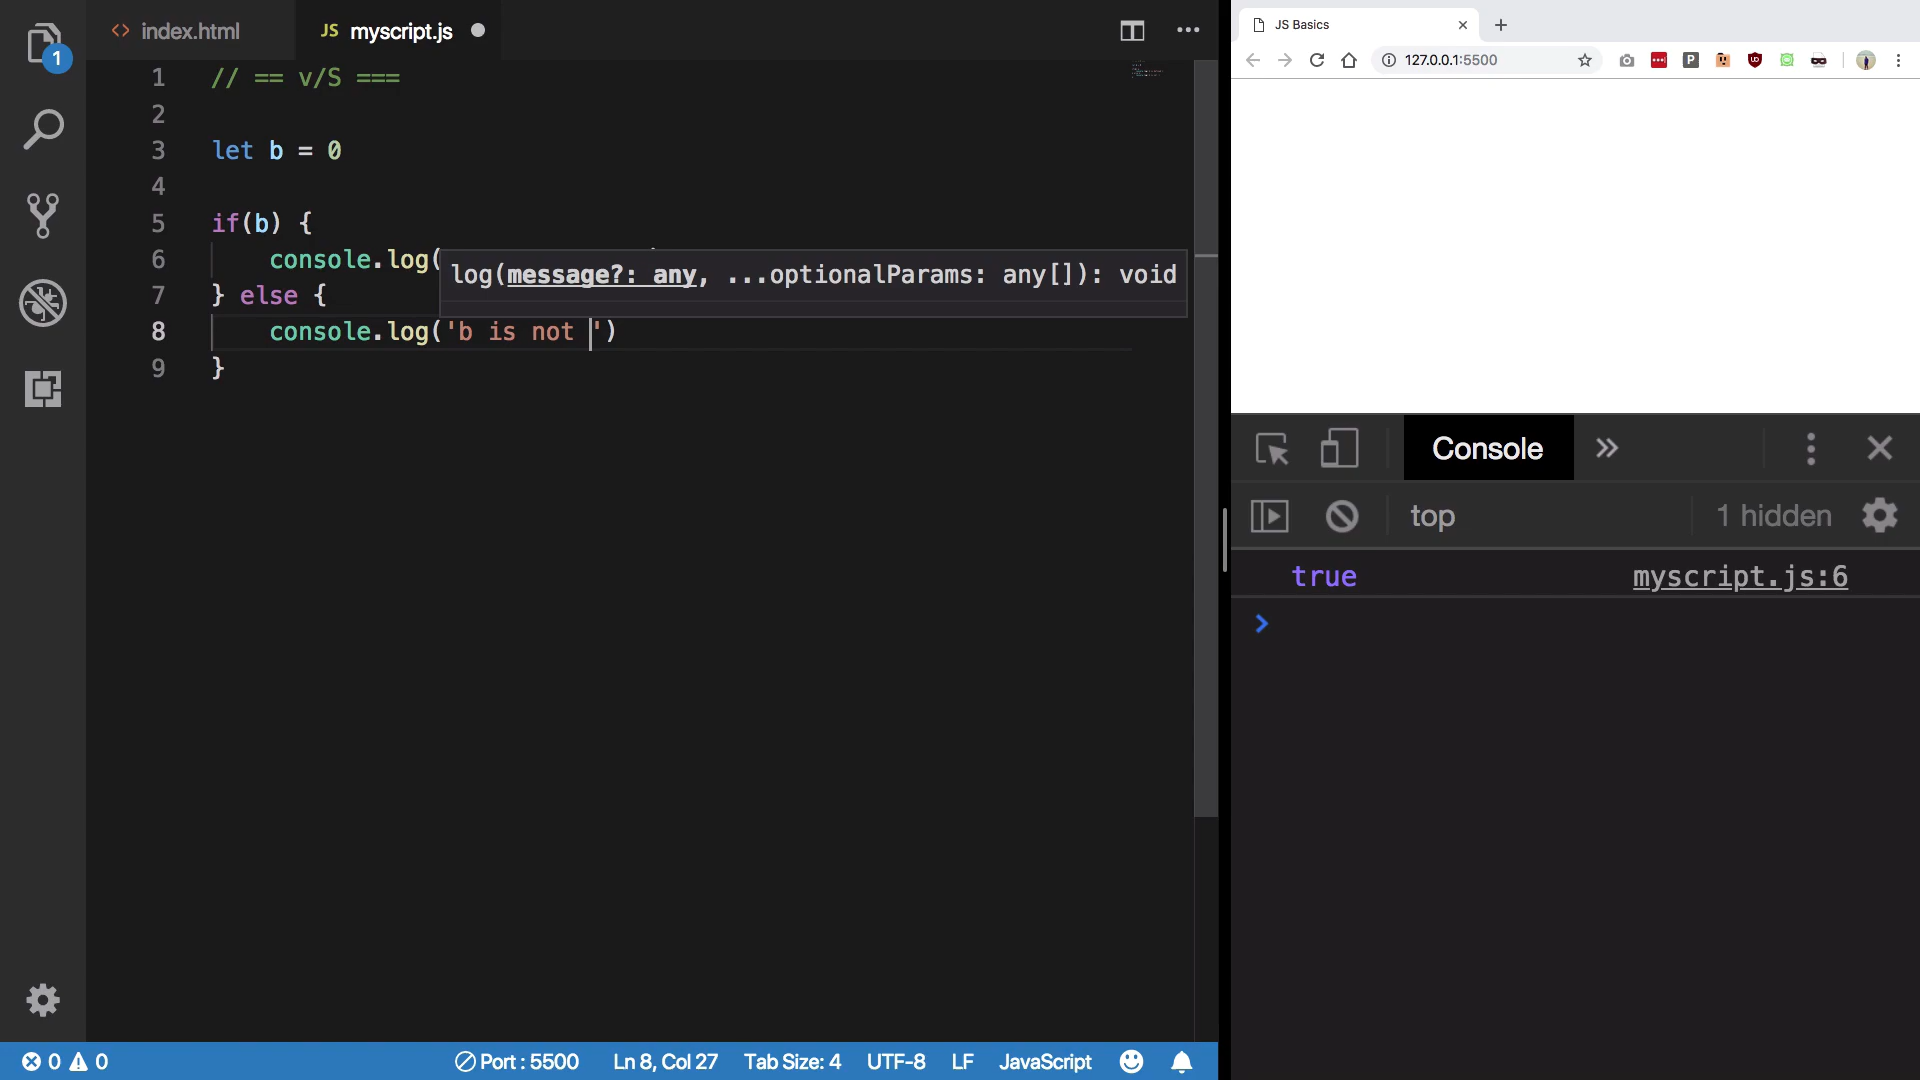 1
index.html
JS myscript.js
1 // == v/S ===
2
3 let b = 0
4
5 if(b) {
6 console.log(
log(message?: any, ...optionalParams: any[]): void
7 } else {
8 console.log('b is not ')
9 }
0 0 Port : 5500 Ln 8, Col 27 Tab Size: 4 UTF-8 LF JavaScript
JS Basics
127.0.0.1:5500
P
Console
top 1 hidden
true myscript.js:6